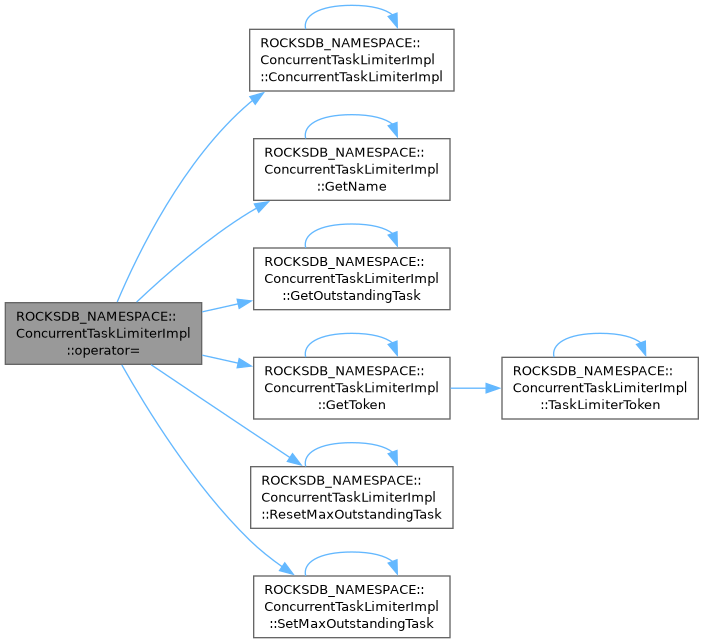 ROCKSDB_NAMESPACE::
ConcurrentTaskLimiterImpl
::ConcurrentTaskLimiterImpl
ROCKSDB_NAMESPACE::
ConcurrentTaskLimiterImpl
::GetName
ROCKSDB_NAMESPACE::
ConcurrentTaskLimiterImpl
::GetOutstandingTask
ROCKSDB_NAMESPACE::
ConcurrentTaskLimiterImpl
::operator=
ROCKSDB_NAMESPACE::
ConcurrentTaskLimiterImpl
::GetToken
ROCKSDB_NAMESPACE::
ConcurrentTaskLimiterImpl
::TaskLimiterToken
ROCKSDB_NAMESPACE::
ConcurrentTaskLimiterImpl
::ResetMaxOutstandingTask
ROCKSDB_NAMESPACE::
ConcurrentTaskLimiterImpl
::SetMaxOutstandingTask